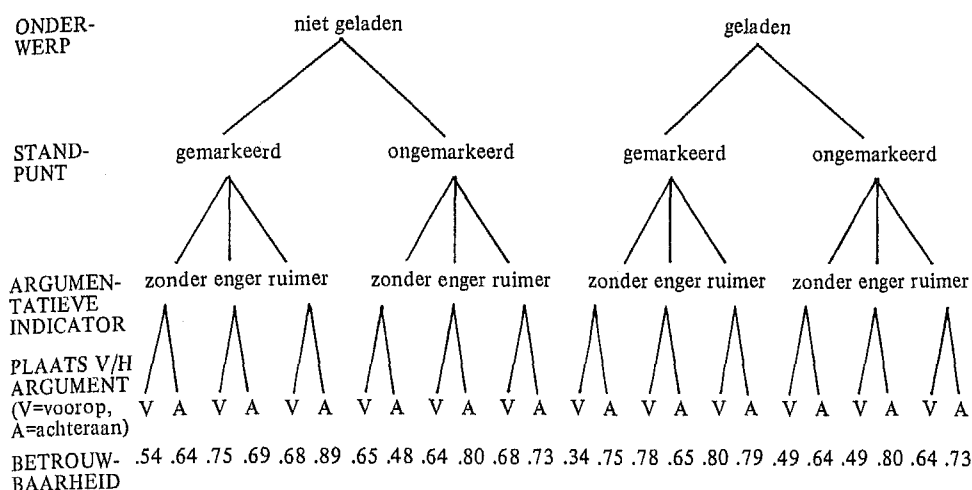 ONDER-
WERP
niet geladen geladen
STAND-
PUNT
gemarkeerd ongemarkeerd gemarkeerd ongemarkeerd
ARGUMEN-
TATIEVE
INDICATOR
zonder enger ruimer zonder enger ruimer zonder enger ruimer zonder enger ruimer
PLAATS V/H
ARGUMENT
(V=voorop,
A=achteraan)
V A V A V A V A V A V A V A V A V A V A V A V A
BETROUW-
BAARHEID
.54 .64 .75 .69 .68 .89 .65 .48 .64 .80 .68 .73 .34 .75 .78 .65 .80 .79 .49 .64 .49 .80 .64 .73